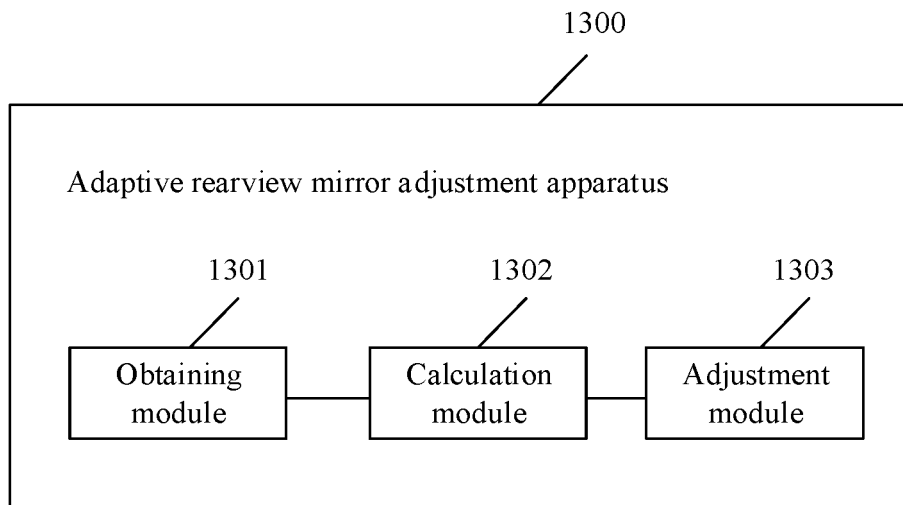 1300
Adaptive rearview mirror adjustment apparatus
1301
1302
1303
Obtaining
module
Calculation
module
Adjustment
module